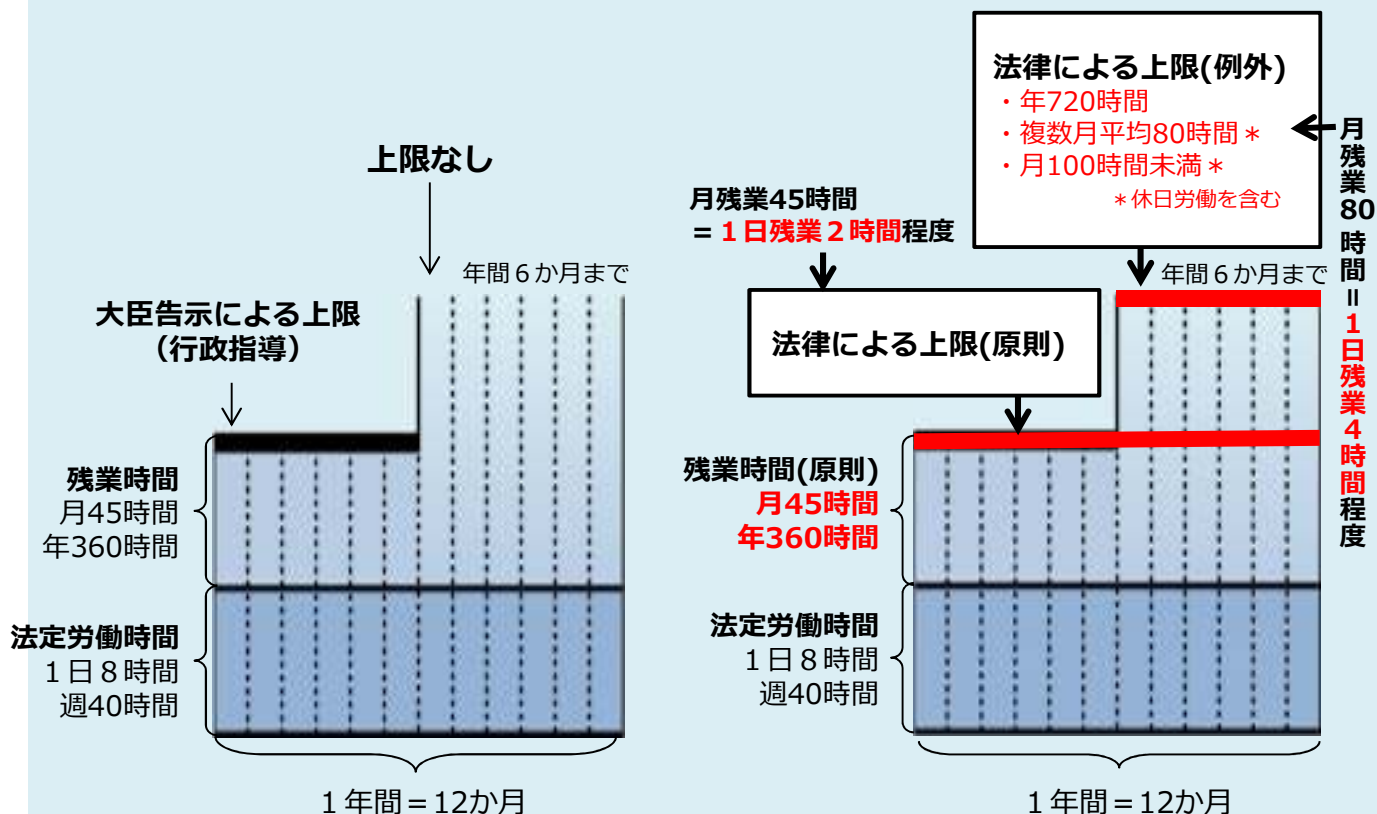 上限なし
年間６か月まで
大臣告示による上限
（行政指導）
残業時間
月45時間
年360時間
法定労働時間
１日８時間
週40時間
１年間＝12か月
法律による上限(例外)
・年720時間
・複数月平均80時間＊
・月100時間未満＊
＊休日労働を含む
月残業80時間＝１日残業４時間程度
月残業45時間
＝１日残業２時間程度
年間６か月まで
法律による上限(原則)
残業時間(原則)
月45時間
年360時間
法定労働時間
１日８時間
週40時間
１年間＝12か月